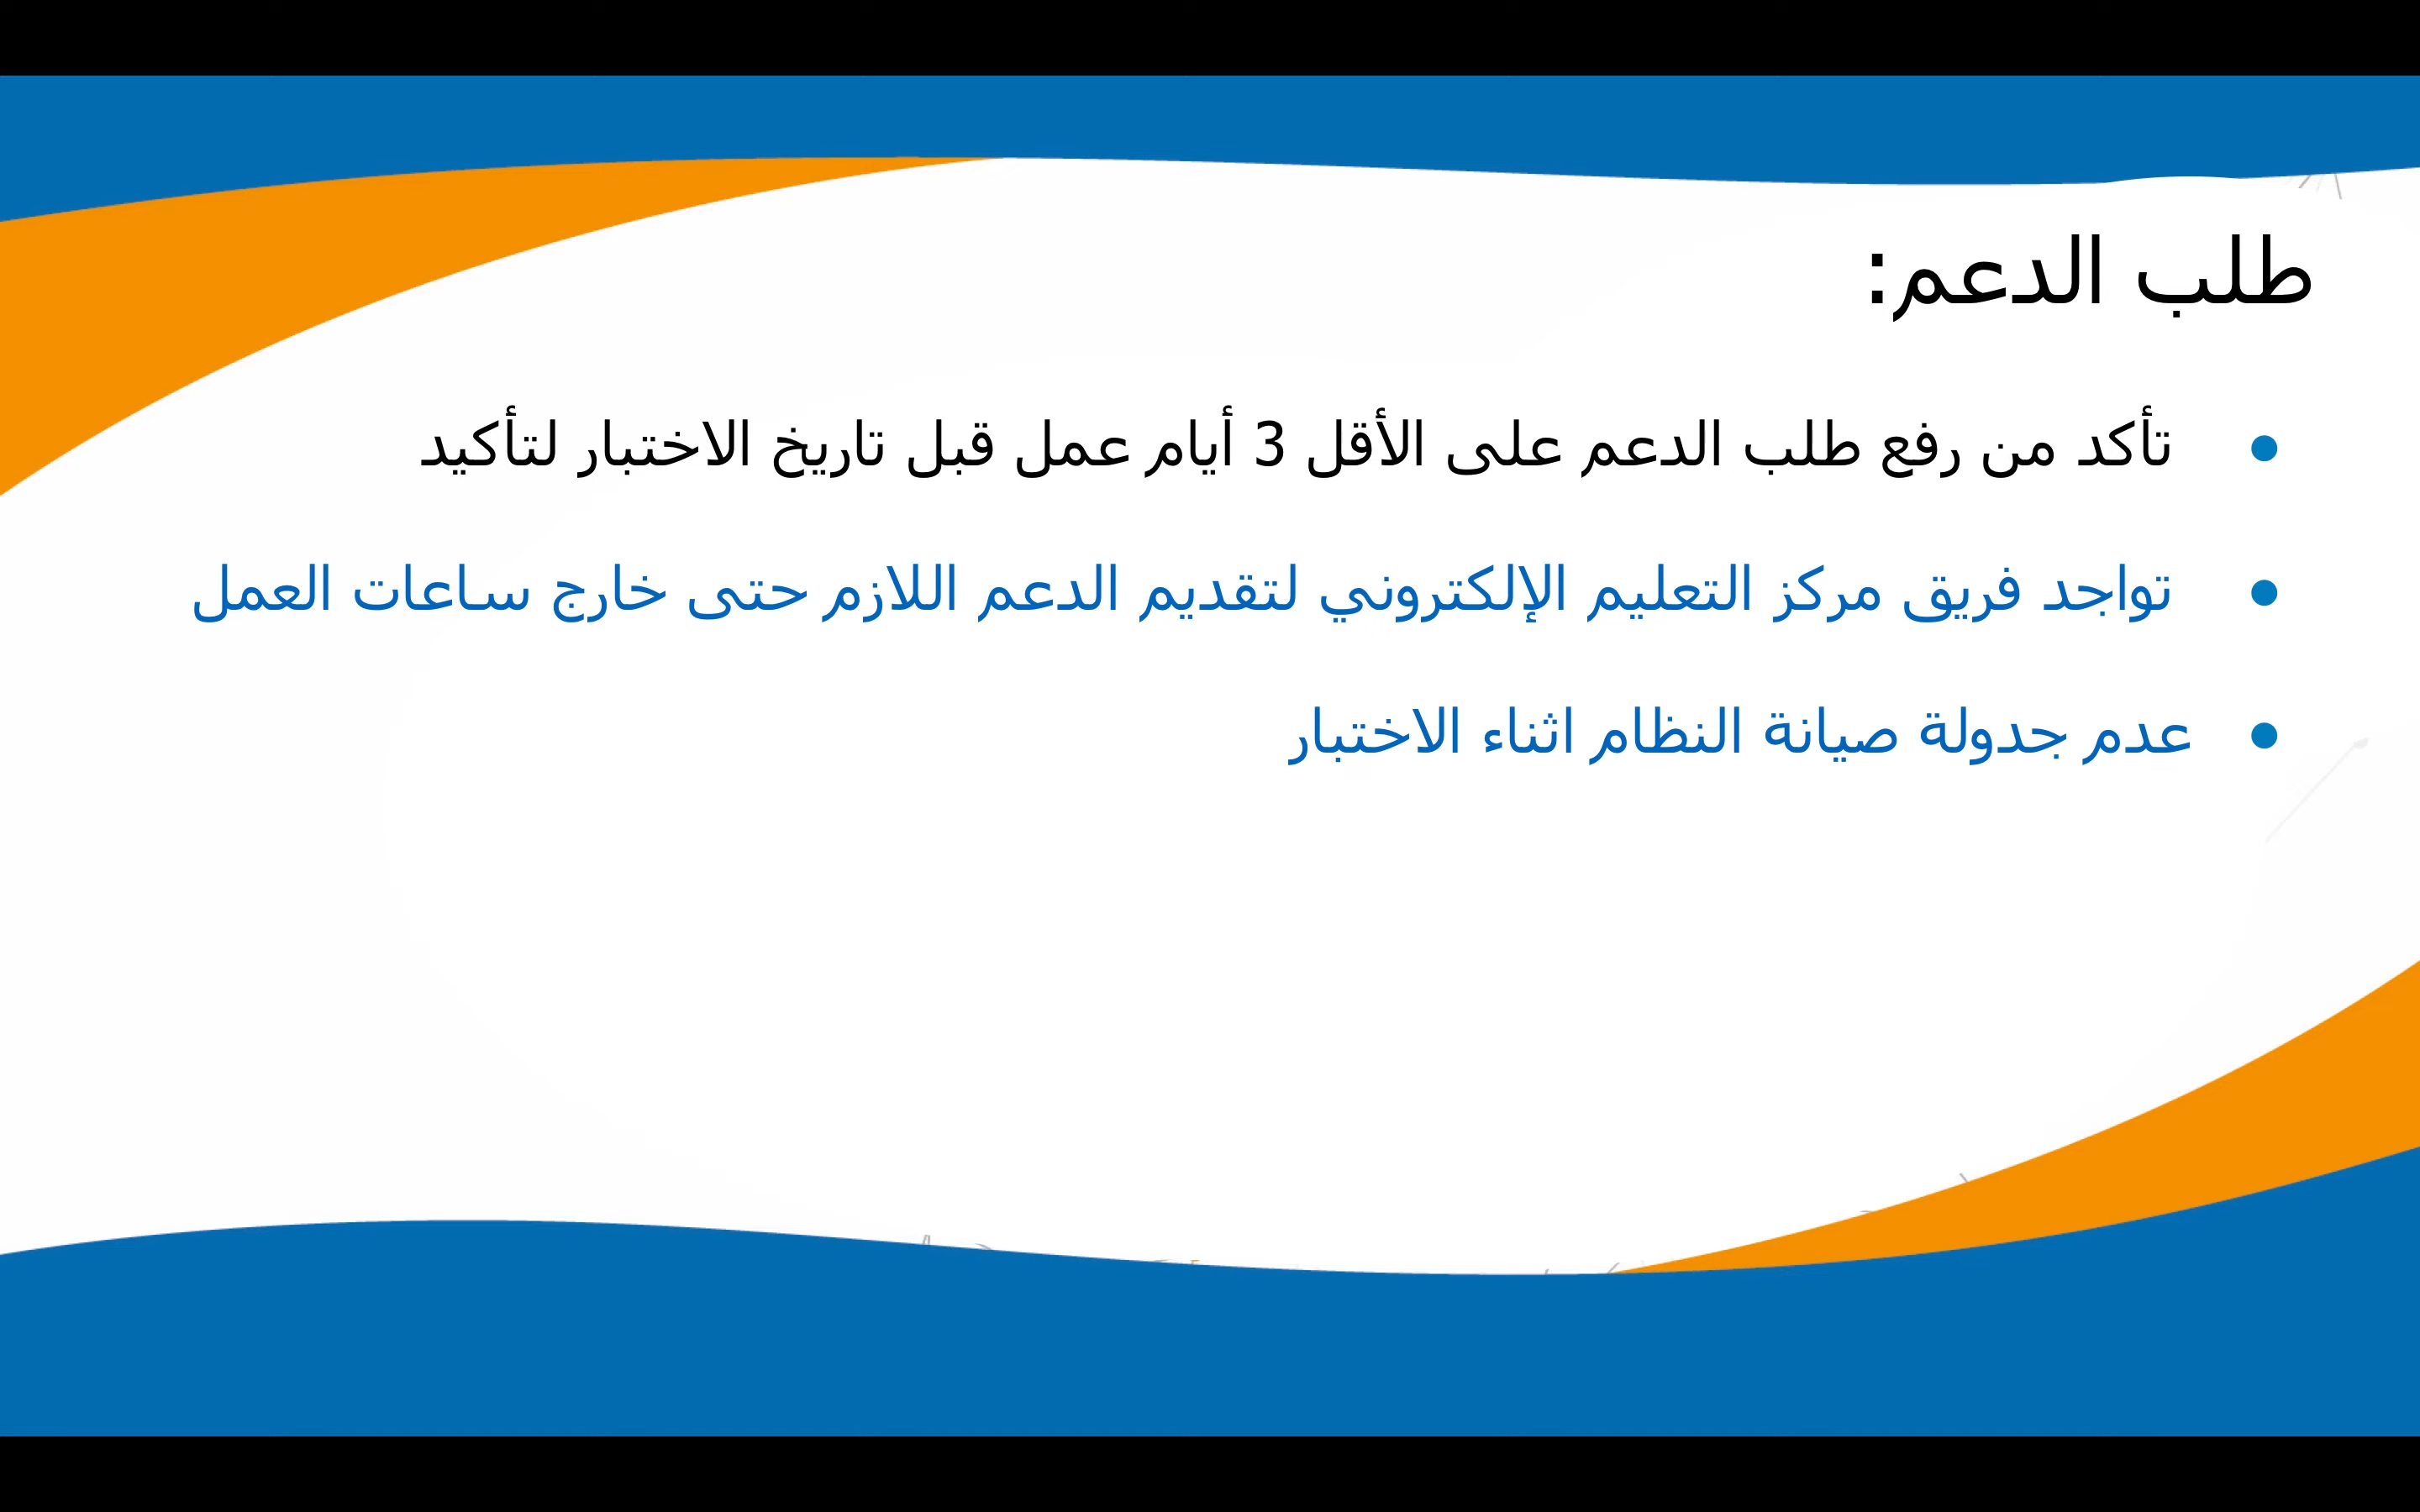 طلب الدعم:
تأكد من رفع طلب الدعم على الأقل 3 أيام عمل قبل تاريخ الاختبار لتأكيد
تواجد فريق مركز التعليم الإلكتروني لتقديم الدعم اللازم حتى خارج ساعات العمل
عدم جدولة صيانة النظام اثناء الاختبار